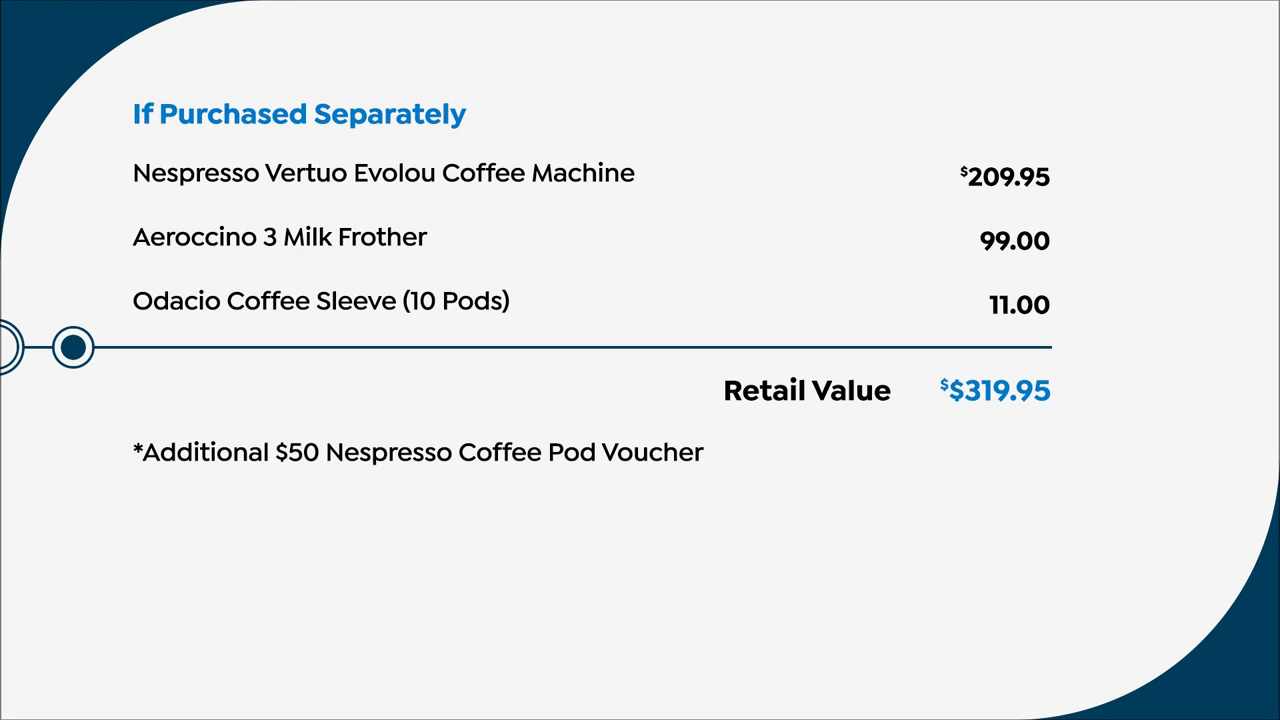 If Purchased Separately
Nespresso Vertuo Evolou Coffee Machine $209.95
Aeroccino 3 Milk Frother 99.00
Odacio Coffee Sleeve (10 Pods) 11.00
Retail Value $$319.95
*Additional $50 Nespresso Coffee Pod Voucher